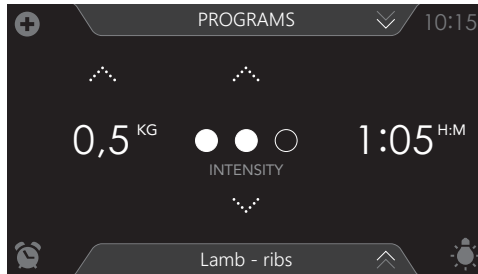 PROGRAMS
10:15
0,5 KG
1:05 H:M
INTENSITY
Lamb - ribs